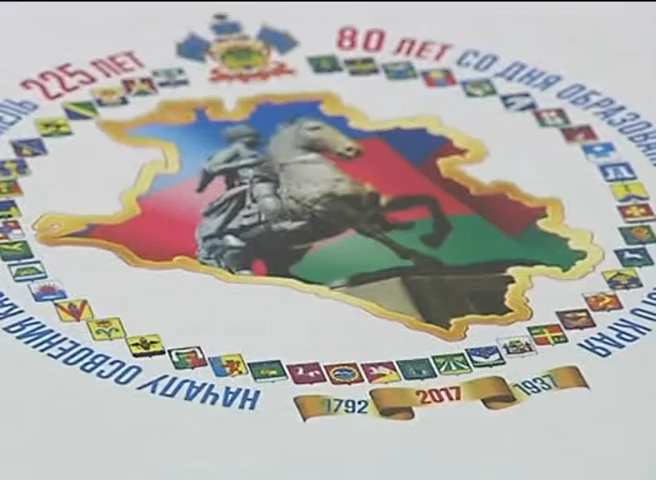 225 ЛЕТ
НАЧАЛУ ОСВОЕНИЯ
80 ЛЕТ СО ДНЯ
КРАЯ
1792 2017 1937